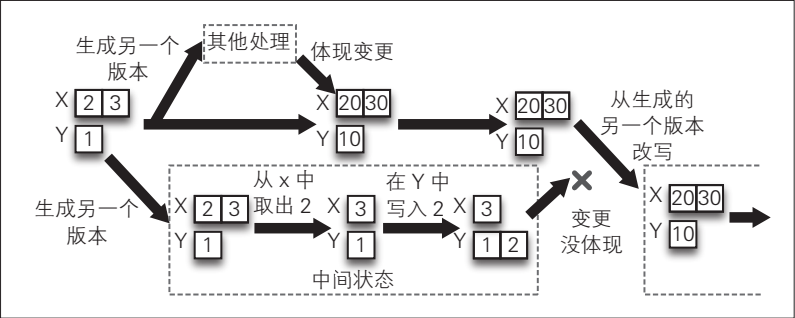 生成另一个
版本
其他处理
体现变更
X 2 3
Y 1
X 20 30
Y 10
X 20 30
Y 10
从生成的
另一个版本
改写
生成另一个
版本
X 2 3
Y 1
从 x 中
取出 2
X 3
Y 1
在 Y 中
写入 2
X 3
Y 1 2
中间状态
变更
没体现
X 20 30
Y 10